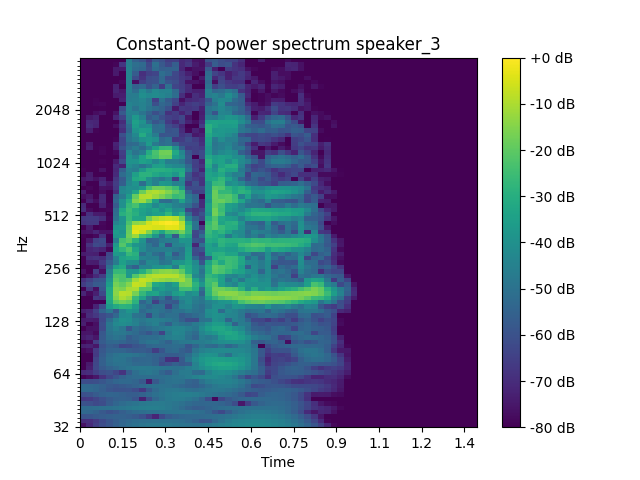 Constant-Q power spectrum speaker_3
Hz
2048
1024
512
256
128
64
32
0 0.15 0.3 0.45 0.6 0.75 0.9 1.1 1.2 1.4
Time
+0 dB
-10 dB
-20 dB
-30 dB
-40 dB
-50 dB
-60 dB
-70 dB
-80 dB